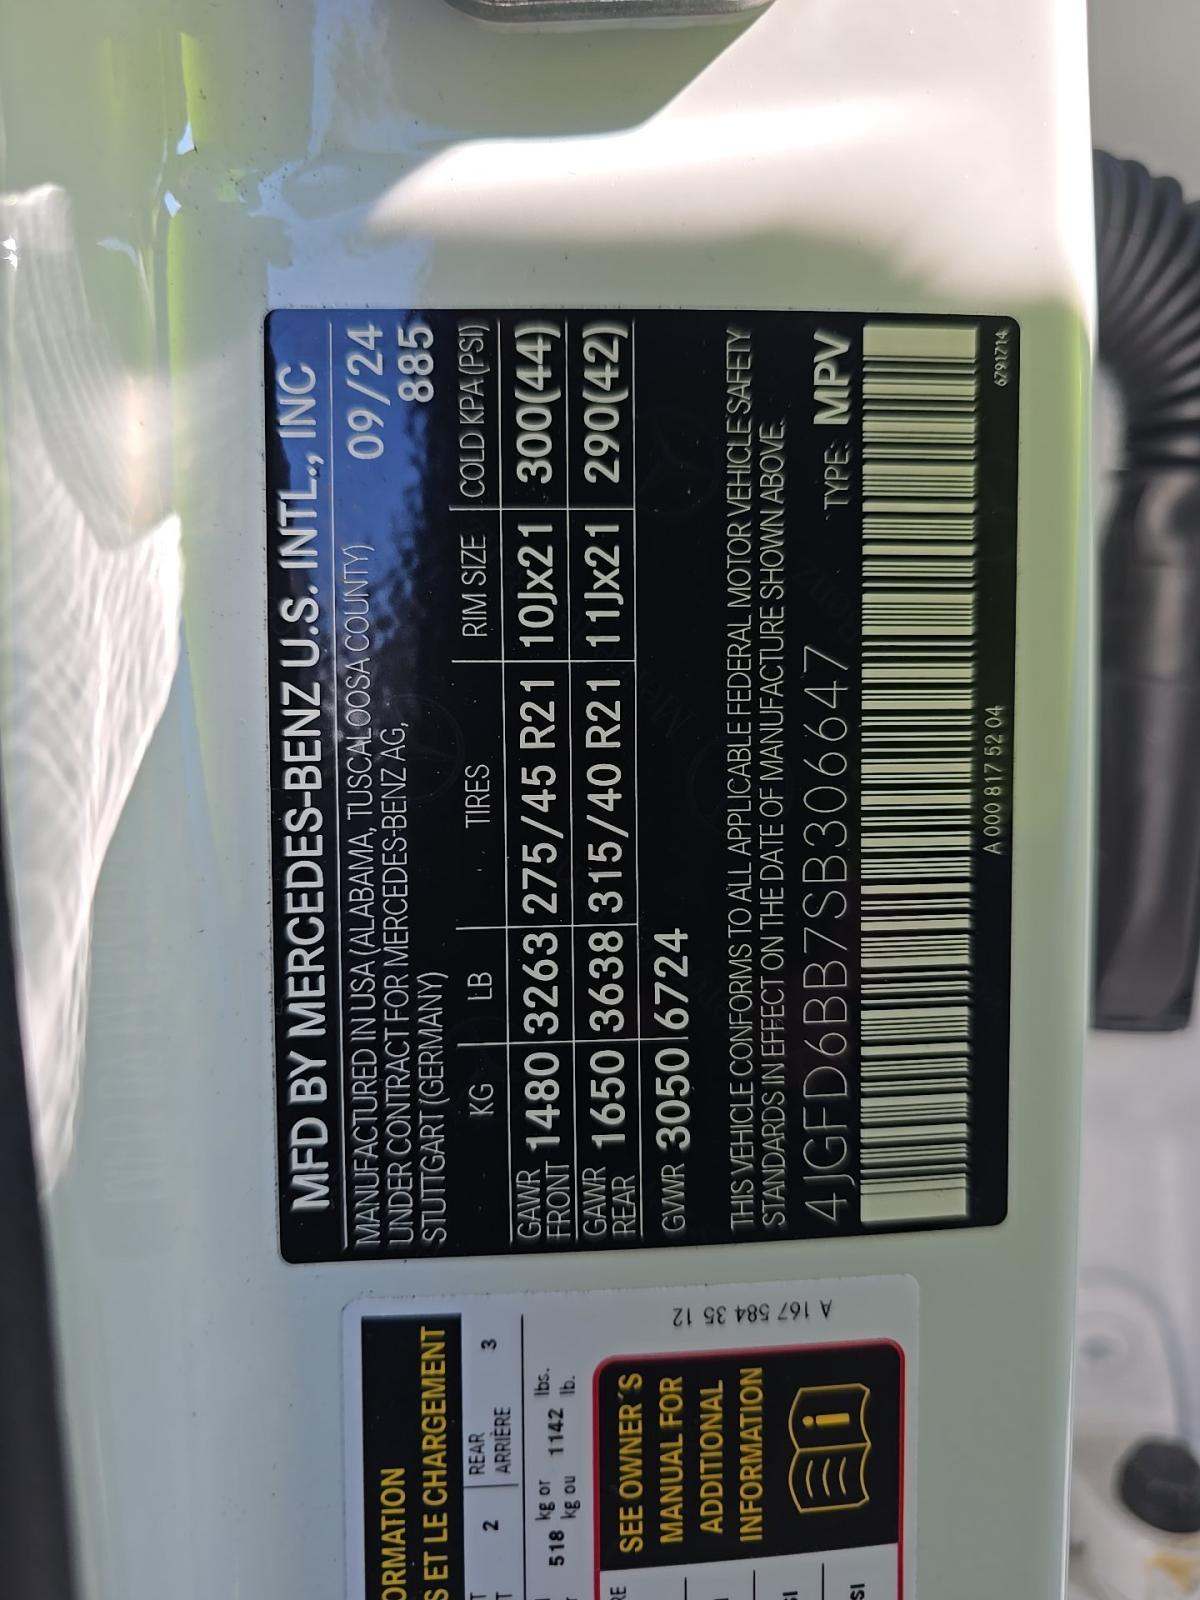 MFD BY MERCEDES-BENZ U.S. INTL., INC
MANUFACTURED IN USA (ALABAMA, TUSCALOOSA COUNTY) 09/24
UNDER CONTRACT FOR MERCEDES-BENZ AG, 885
STUTTGART (GERMANY)
KG LB TIRES RIM SIZE COLD KPA (PSI)
GAWR FRONT 1480 3263 275/45 R21 10Jx21 300(44)
GAWR REAR 1650 3638 315/40 R21 11Jx21 290(42)
GVWR 3050 6724
THIS VEHICLE CONFORMS TO ALL APPLICABLE FEDERAL MOTOR VEHICLE SAFETY
STANDARDS IN EFFECT ON THE DATE OF MANUFACTURE SHOWN ABOVE.
4JGFD6BB7SB306647 TYPE: MPV
A 000 817 52 04
6791714
ET LE CHARGEMENT
2 REAR 3
ARRIÈRE
518 kg or 1142 lbs.
kg ou lb.
SEE OWNER´S
MANUAL FOR
ADDITIONAL
INFORMATION
A 167 584 35 12